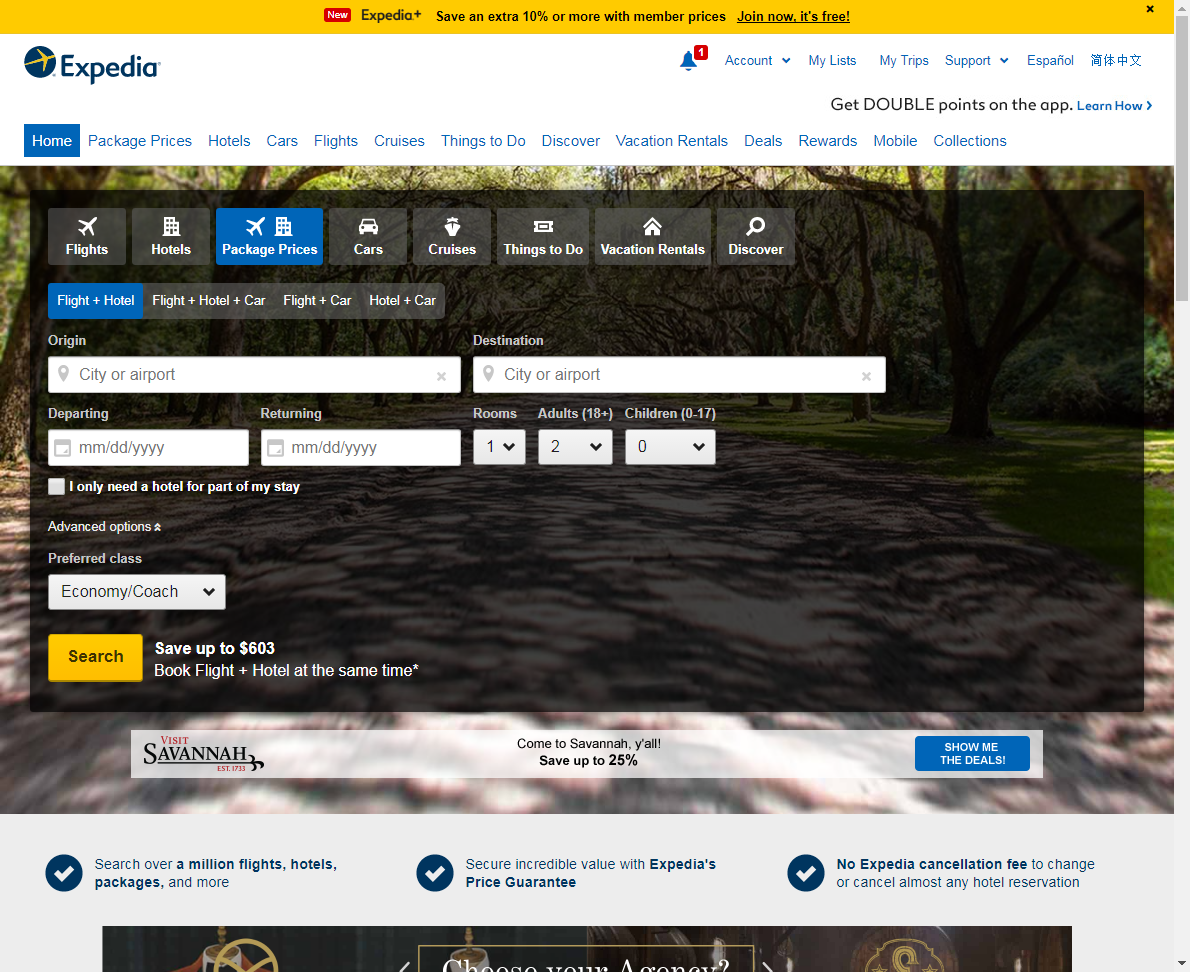 New Expedia+ Save an extra 10% or more with member prices Join now, it's free!
Expedia
1 Account My Lists My Trips Support Español 简体中文
Get DOUBLE points on the app. Learn How
Home Package Prices Hotels Cars Flights Cruises Things to Do Discover Vacation Rentals Deals Rewards Mobile Collections
Flights Hotels Package Prices Cars Cruises Things to Do Vacation Rentals Discover
Flight + Hotel Flight + Hotel + Car Flight + Car Hotel + Car
Origin Destination
City or airport City or airport
Departing Returning Rooms Adults (18+) Children (0-17)
mm/dd/yyyy mm/dd/yyyy 1 2 0
I only need a hotel for part of my stay
Advanced options
Preferred class
Economy/Coach
Search
Save up to $603
Book Flight + Hotel at the same time*
VISIT
SAVANNAH
EST. 1733
Come to Savannah, y'all!
Save up to 25%
SHOW ME
THE DEALS!
Search over a million flights, hotels,
packages, and more
Secure incredible value with Expedia's
Price Guarantee
No Expedia cancellation fee to change
or cancel almost any hotel reservation
Choose your Agency?